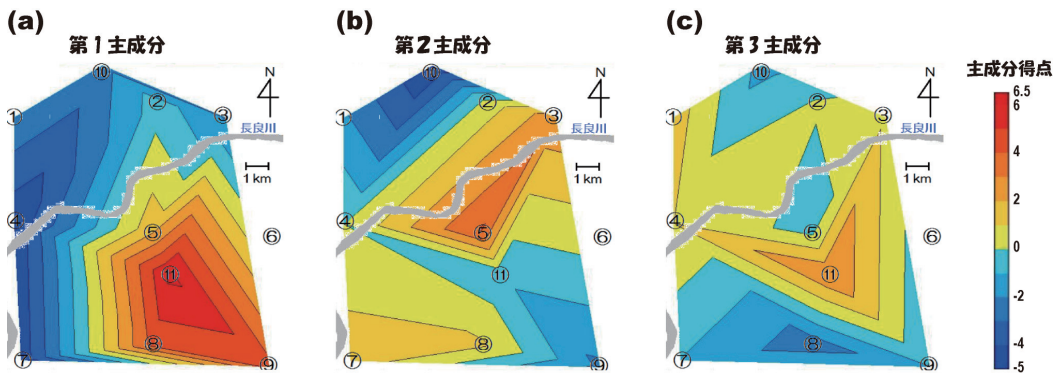 (a)
第1主成分
(b)
第2主成分
(c)
第3主成分
主成分得点
6.5
6
4
2
0
-2
-4
-5
N
長良川
1 km
①
②
③
④
⑤
⑥
⑦
⑧
⑨
⑩
⑪
N
長良川
1 km
①
②
③
④
⑤
⑥
⑦
⑧
⑨
⑩
⑪
N
長良川
1 km
①
②
③
④
⑤
⑥
⑦
⑧
⑨
⑩
⑪